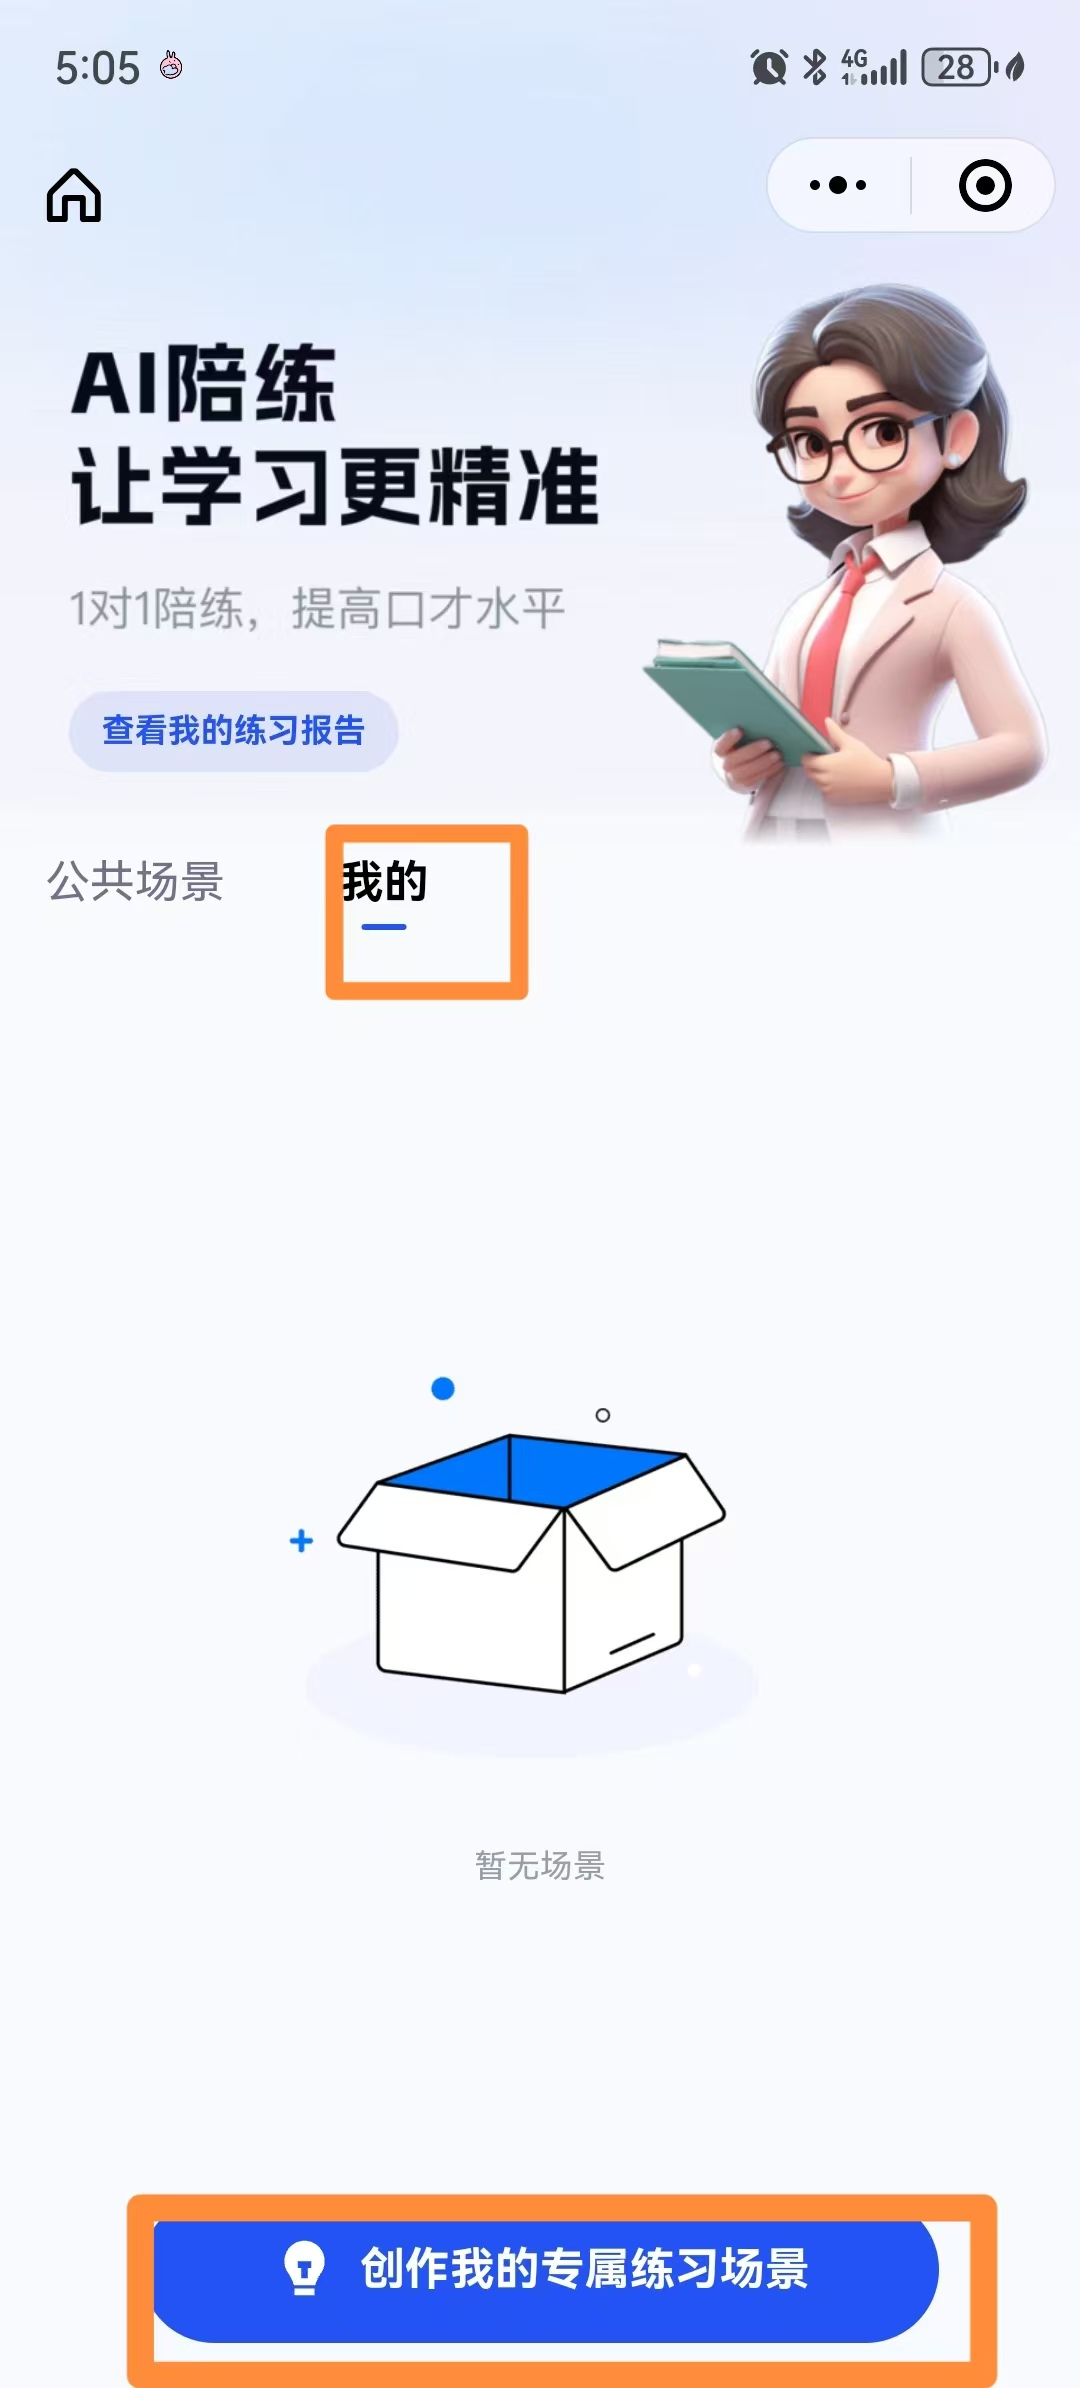 5:05
4G
28
AI陪练
让学习更精准
1对1陪练，提高口才水平
查看我的练习报告
公共场景 我的
暂无场景
创作我的专属练习场景